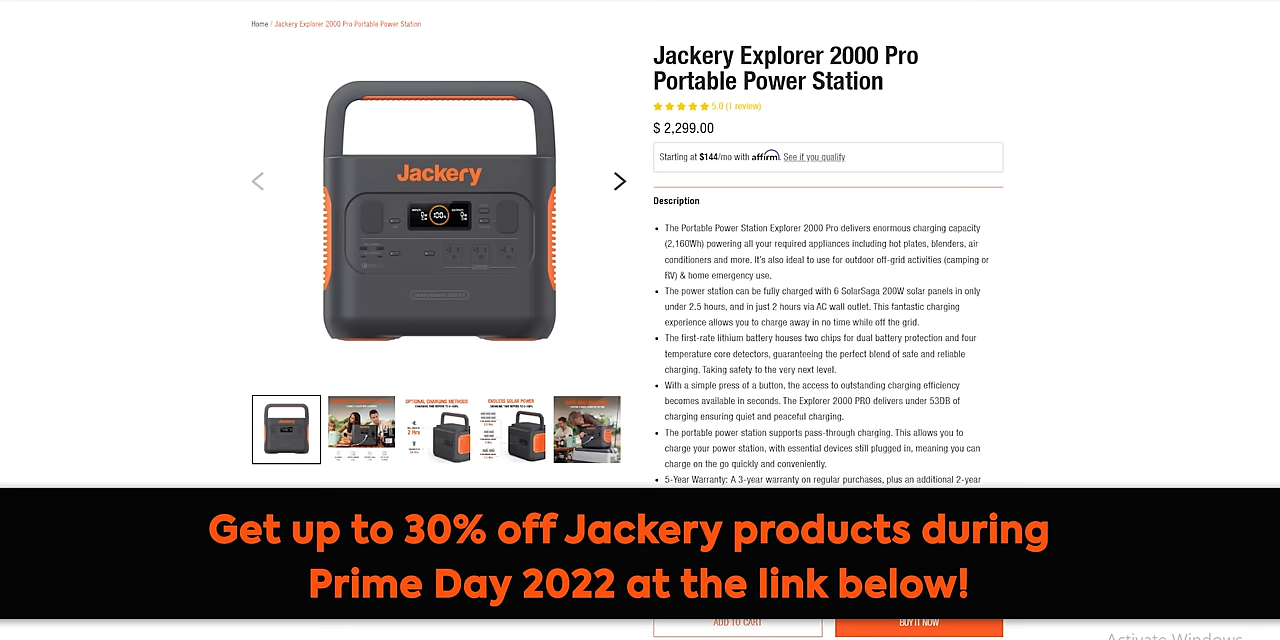 Home / Jackery Explorer 2000 Pro Portable Power Station
Jackery Explorer 2000 Pro
Portable Power Station
5.0 (1 review)
$ 2,299.00
Starting at $144/mo with affirm. See if you qualify
Description
• The Portable Power Station Explorer 2000 Pro delivers enormous charging capacity
(2,160Wh) powering all your required appliances including hot plates, blenders, air
conditioners and more. It's also ideal to use for outdoor off-grid activities (camping or
RV) & home emergency use.
• The power station can be fully charged with 6 SolarSaga 200W solar panels in only
under 2.5 hours, and in just 2 hours via AC wall outlet. This fantastic charging
experience allows you to charge away in no time while off the grid.
• The first-rate lithium battery houses two chips for dual battery protection and four
temperature core detectors, guaranteeing the perfect blend of safe and reliable
charging. Taking safety to the very next level.
• With a simple press of a button, the access to outstanding charging efficiency
becomes available in seconds. The Explorer 2000 PRO delivers under 53DB of
charging ensuring quiet and peaceful charging.
• The portable power station supports pass-through charging. This allows you to
charge your power station, with essential devices still plugged in, meaning you can
charge on the go quickly and conveniently.
• 5-Year Warranty: A 3-year warranty on regular purchases, plus an additional 2-year
Jackery
100%
Jackery
OPTIONAL CHARGING METHODS
2 Hrs
ENDLESS SOLAR POWER
Get up to 30% off Jackery products during
Prime Day 2022 at the link below!
ADD TO CART
BUY IT NOW
Activate Windows